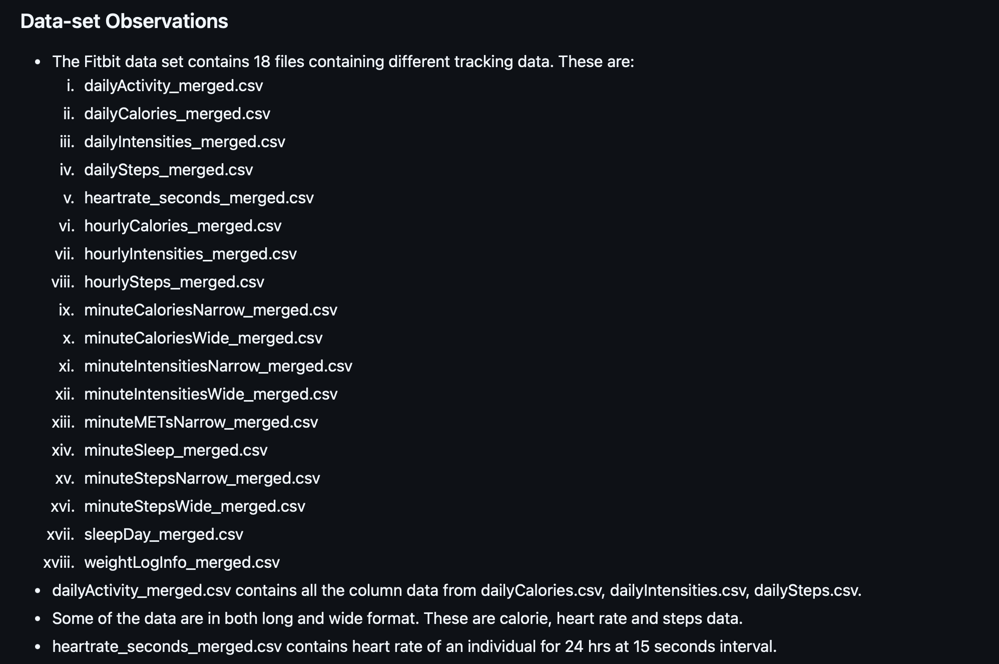 Data-set Observations
• The Fitbit data set contains 18 files containing different tracking data. These are:
i. dailyActivity_merged.csv
ii. dailyCalories_merged.csv
iii. dailyIntensities_merged.csv
iv. dailySteps_merged.csv
v. heartrate_seconds_merged.csv
vi. hourlyCalories_merged.csv
vii. hourlyIntensities_merged.csv
viii. hourlySteps_merged.csv
ix. minuteCaloriesNarrow_merged.csv
x. minuteCaloriesWide_merged.csv
xi. minuteIntensitiesNarrow_merged.csv
xii. minuteIntensitiesWide_merged.csv
xiii. minuteMETsNarrow_merged.csv
xiv. minuteSleep_merged.csv
xv. minuteStepsNarrow_merged.csv
xvi. minuteStepsWide_merged.csv
xvii. sleepDay_merged.csv
xviii. weightLogInfo_merged.csv
• dailyActivity_merged.csv contains all the column data from dailyCalories.csv, dailyIntensities.csv, dailySteps.csv.
• Some of the data are in both long and wide format. These are calorie, heart rate and steps data.
• heartrate_seconds_merged.csv contains heart rate of an individual for 24 hrs at 15 seconds interval.